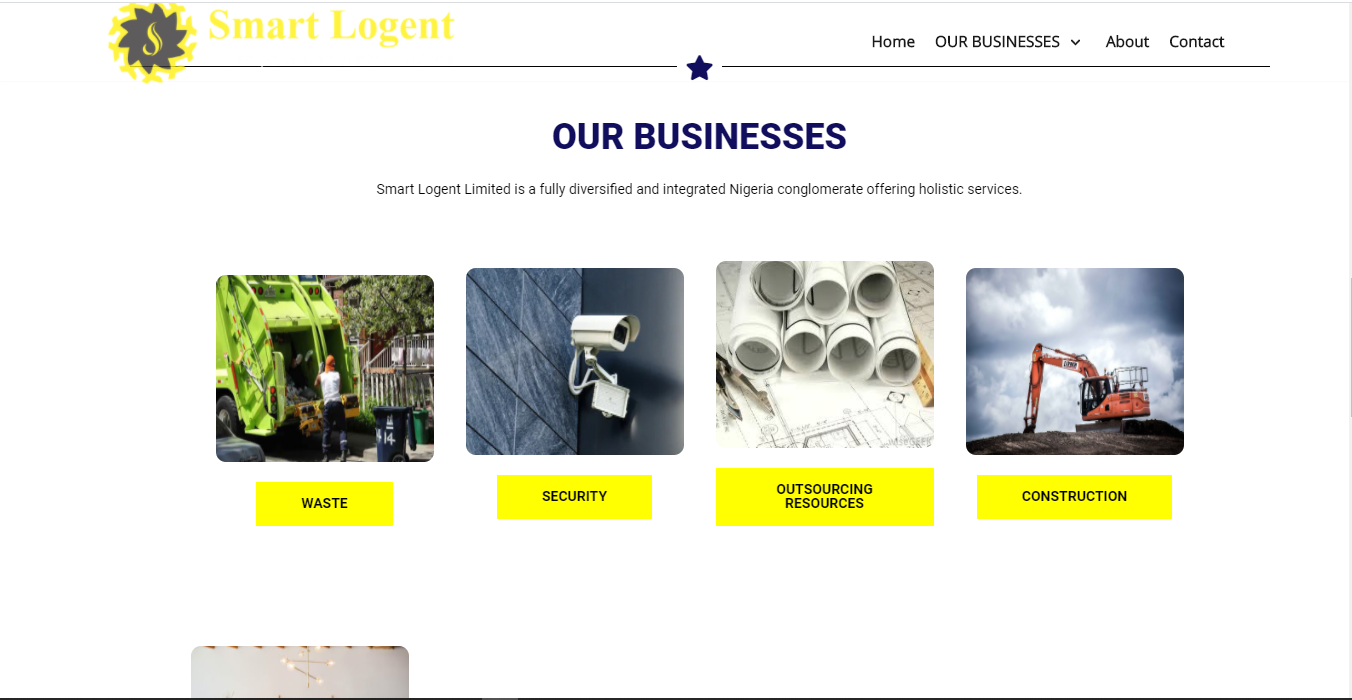 Smart Logent
Home OUR BUSINESSES About Contact
OUR BUSINESSES
Smart Logent Limited is a fully diversified and integrated Nigeria conglomerate offering holistic services.
14
WASTE
SECURITY
OUTSOURCING
RESOURCES
CONSTRUCTION